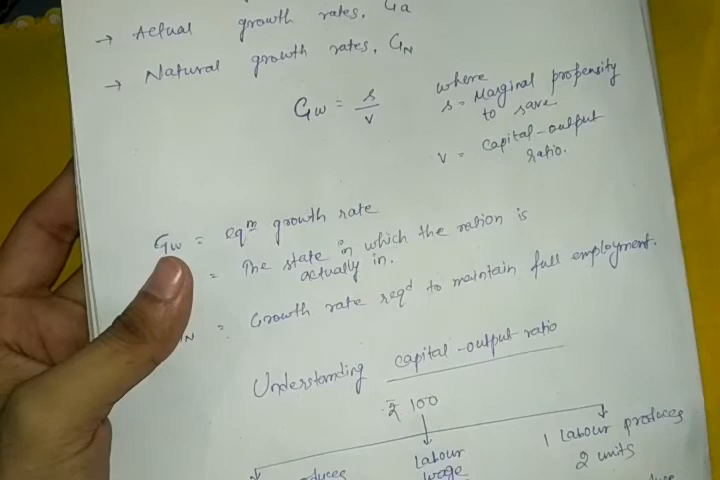 → Actual growth rates, Ga
→ Natural growth rates, GN
Gw = s/v where
s = Marginal propensity
to save
v = capital-output
ratio.
Gw = eqm growth rate
= The state in which the nation is
actually in.
N = Growth rate reqd to maintain full employment.
Understanding capital-output ratio
₹ 100
Labour
wage
1 Labour produces
2 units